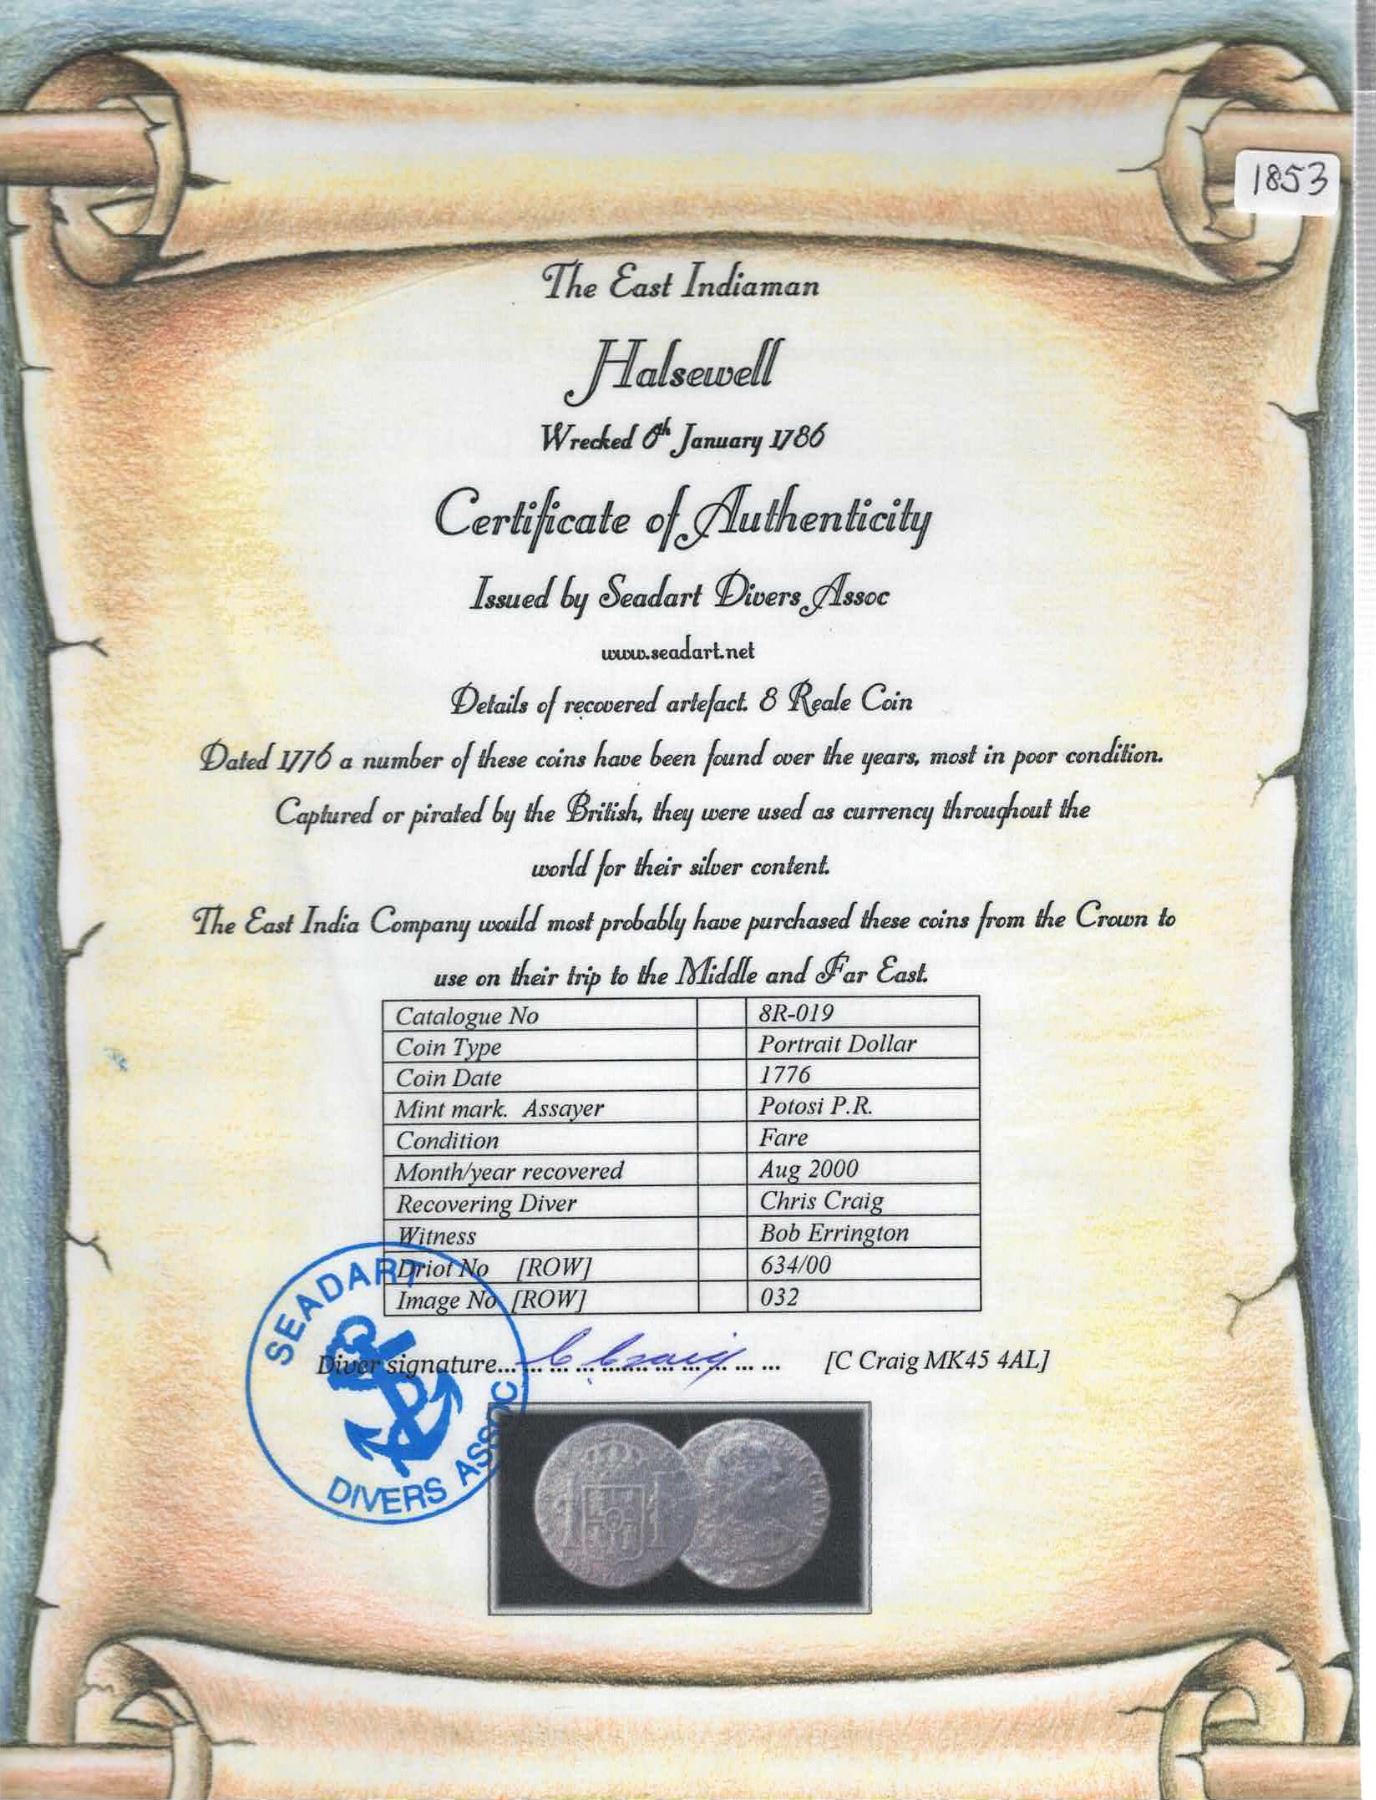 1853
The East Indiaman
Halsewell
Wrecked 6th January 1786
Certificate of Authenticity
Issued by Seadart Divers Assoc
www.seadart.net
Details of recovered artefact. 8 Reale Coin
Dated 1776 a number of these coins have been found over the years, most in poor condition.
Captured or pirated by the British, they were used as currency throughout the
world for their silver content.
The East India Company would most probably have purchased these coins from the Crown to
use on their trip to the Middle and Far East.
Catalogue No 8R-019
Coin Type Portrait Dollar
Coin Date 1776
Mint mark. Assayer Potosi P.R.
Condition Fare
Month/year recovered Aug 2000
Recovering Diver Chris Craig
Witness Bob Errington
Driot No [ROW] 634/00
Image No [ROW] 032
Diver signature... C Craig ... [C Craig MK45 4AL]
SEADART
DIVERS ASSOC